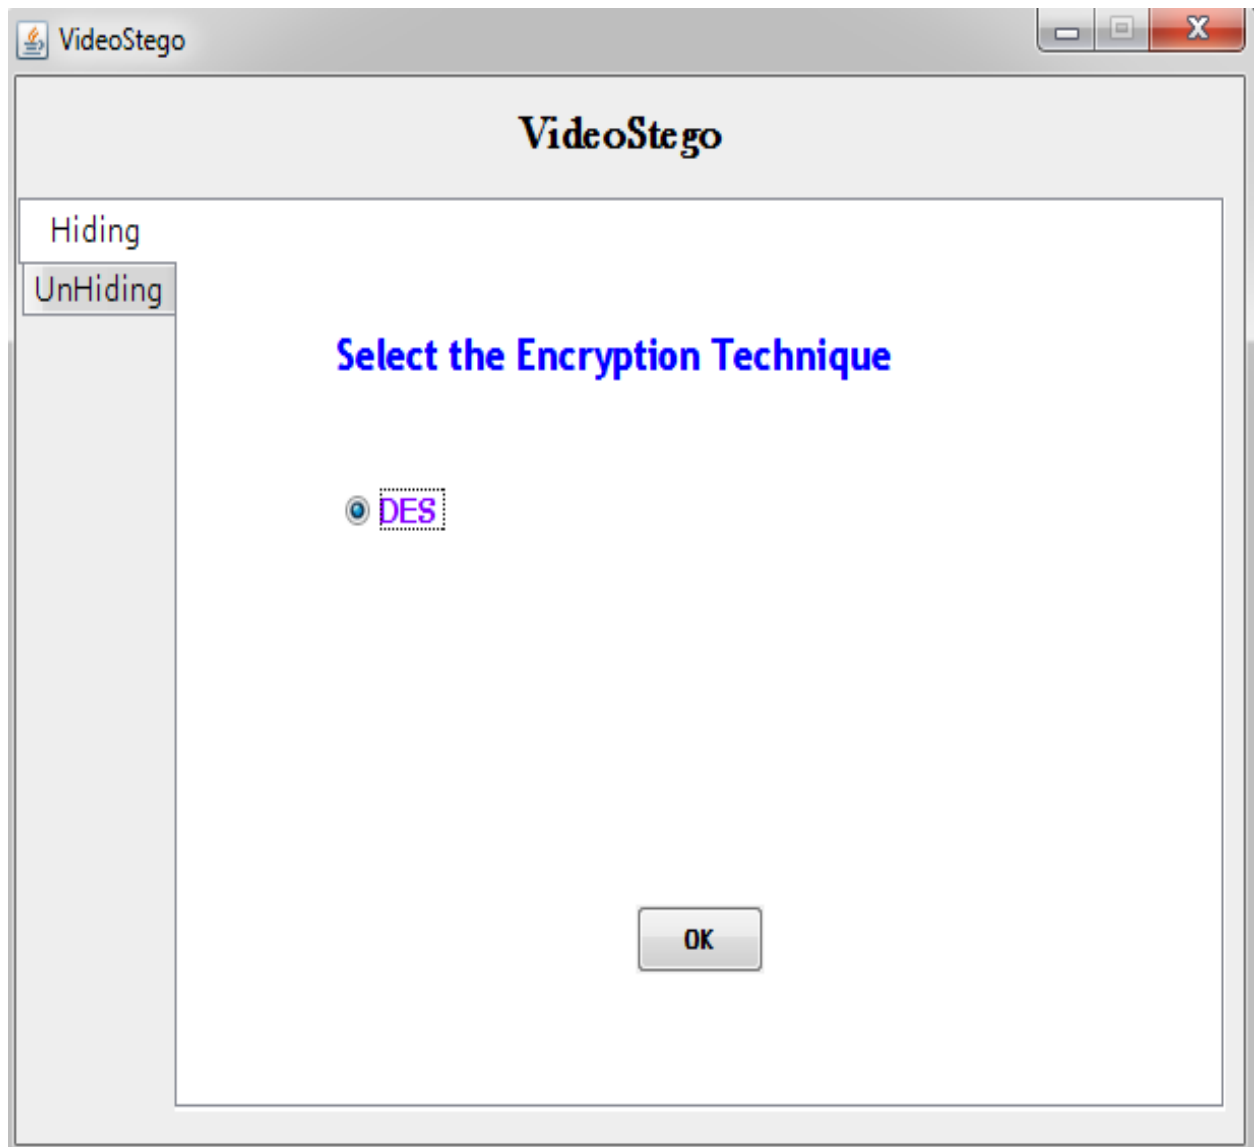 VideoStego
VideoStego
Hiding
UnHiding
Select the Encryption Technique
DES
OK